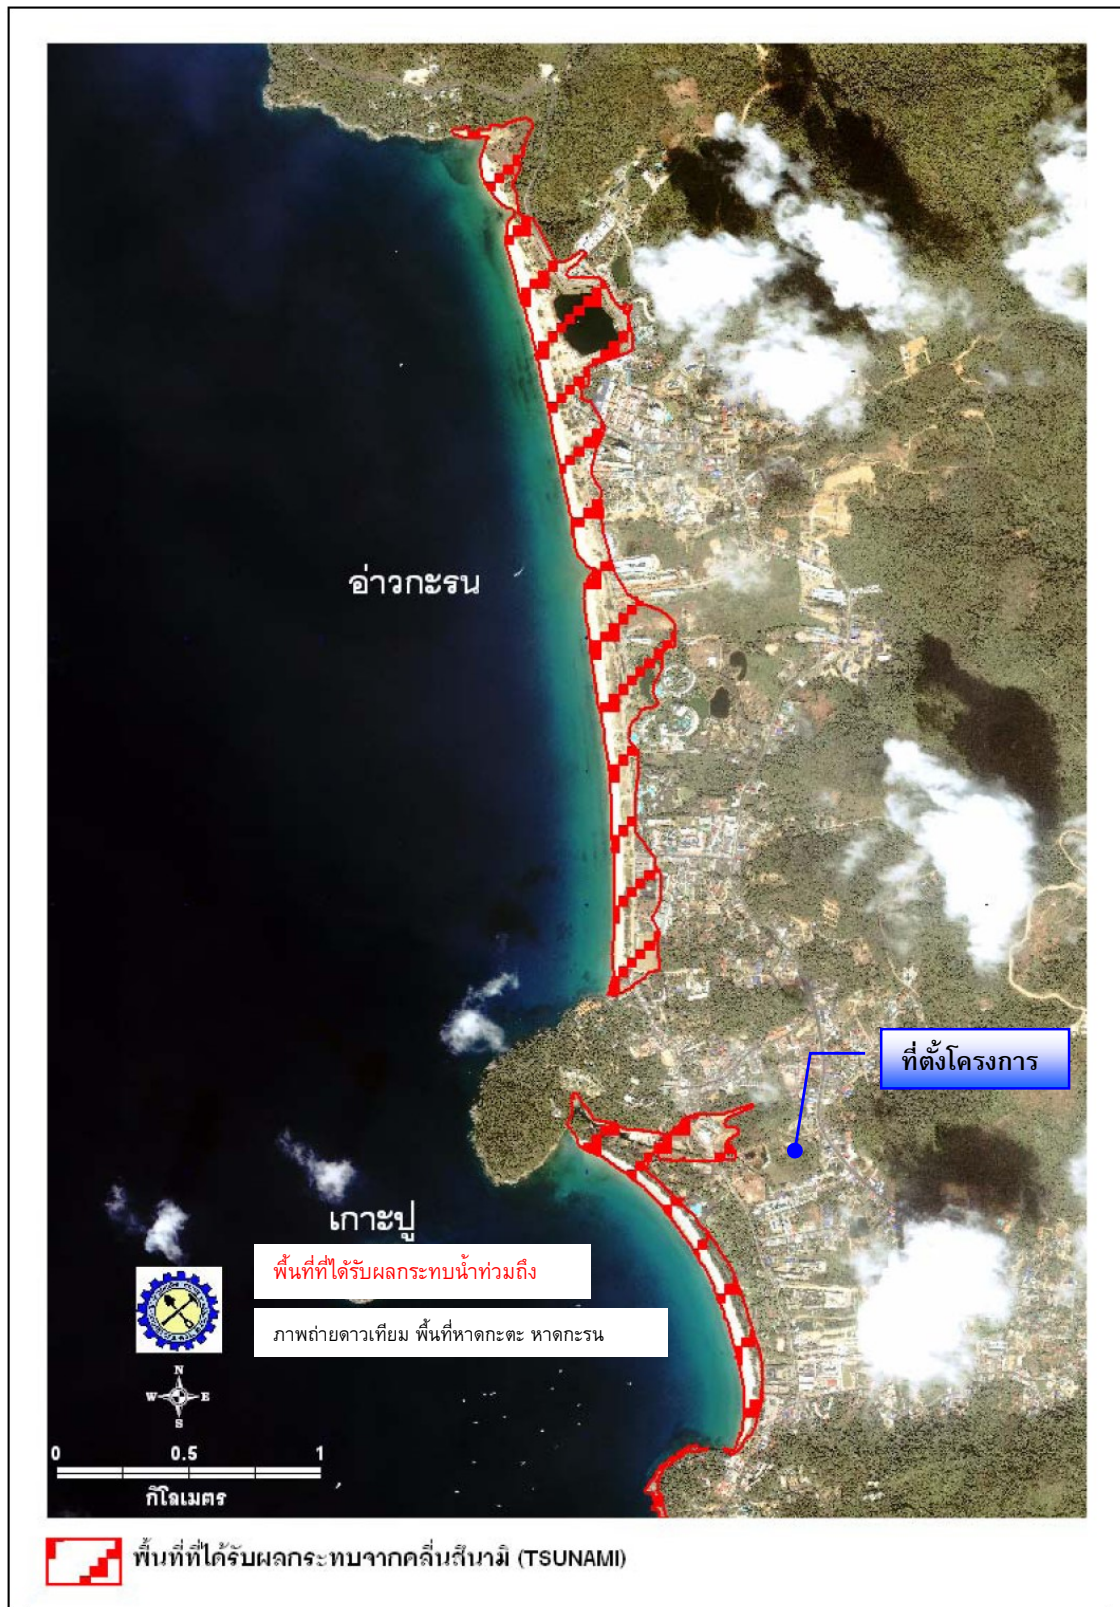 อ่าวกะรน
ที่ตั้งโครงการ
เกาะปู
พื้นที่ที่ได้รับผลกระทบน้ำท่วมถึง
ภาพถ่ายดาวเทียม พื้นที่หาดกะตะ หาดกะรน
N
W E
S
0 0.5 1
กิโลเมตร
พื้นที่ที่ได้รับผลกระทบจากคลื่นสึนามิ (TSUNAMI)